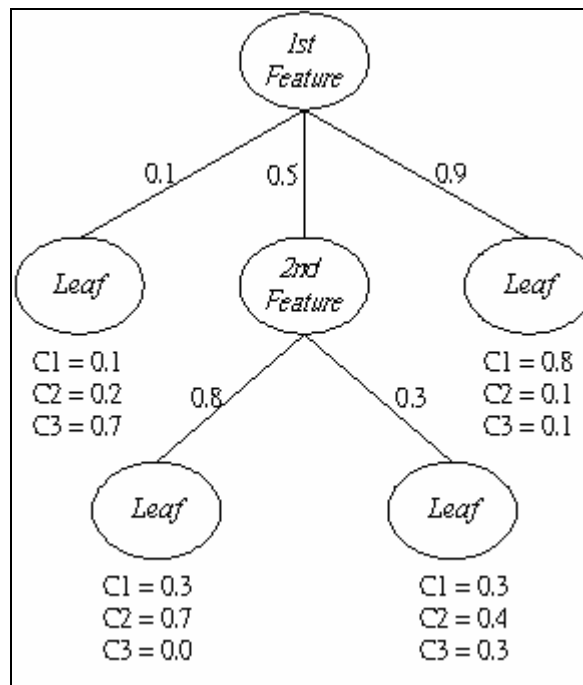 1st
Feature
0.1
0.5
0.9
Leaf
2nd
Feature
Leaf
C1 = 0.1
C2 = 0.2
C3 = 0.7
C1 = 0.8
C2 = 0.1
C3 = 0.1
0.8
0.3
Leaf
Leaf
C1 = 0.3
C2 = 0.7
C3 = 0.0
C1 = 0.3
C2 = 0.4
C3 = 0.3